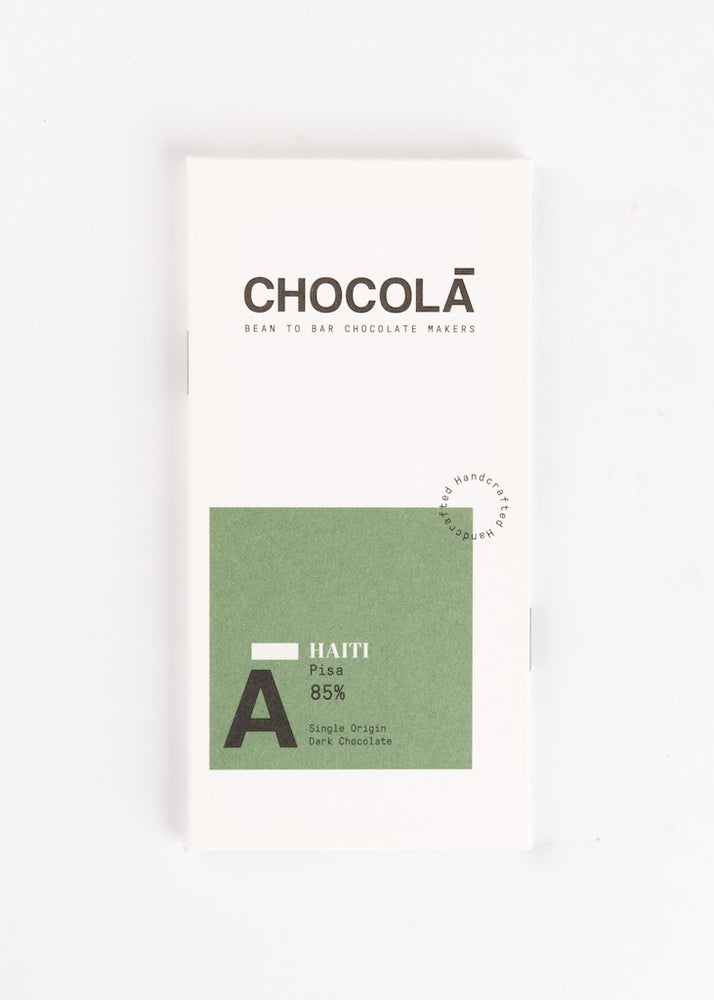 CHOCOLĀ
BEAN TO BAR CHOCOLATE MAKERS
Handcrafted Handcrafted
HAITI
Pisa
85%
Ā
Single Origin
Dark Chocolate